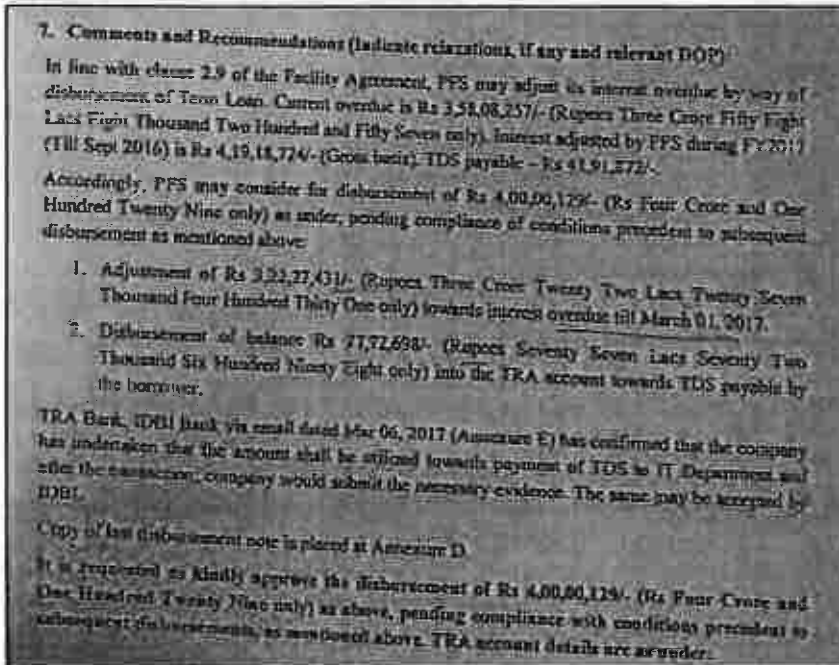 7. Comments and Recommendations (Indicate relaxations, if any and relevant DOP)
In line with clause 2.9 of the Facility Agreement, PFS may adjust its interest overdue by way of
disbursement of Term Loan. Current overdue is Rs 3,58,08,257/- (Rupees Three Crore Fifty Eight
Lacs Eight Thousand Two Hundred and Fifty Seven only). Interest adjusted by PFS during FY 2017
(Till Sept 2016) is Rs 4,19,18,724/- (Gross basis). TDS payable – Rs 41,91,872/-.
Accordingly, PFS may consider for disbursement of Rs 4,00,00,129/- (Rs Four Crore and One
Hundred Twenty Nine only) as under, pending compliance of conditions precedent to subsequent
disbursement as mentioned above:
1. Adjustment of Rs 3,22,27,431/- (Rupees Three Crore Twenty Two Lacs Twenty Seven
Thousand Four Hundred Thirty One only) towards interest overdue till March 01, 2017.
2. Disbursement of balance Rs 77,72,698/- (Rupees Seventy Seven Lacs Seventy Two
Thousand Six Hundred Ninety Eight only) into the TRA account towards TDS payable by
the borrower.
TRA Bank, IDBI bank via email dated Mar 06, 2017 (Annexure E) has confirmed that the company
has undertaken that the amount shall be utilized towards payment of TDS to IT Department and
after the transaction, company would submit the necessary evidence. The same may be accepted by
IDBI.
Copy of last disbursement note is placed at Annexure D
It is requested to kindly approve the disbursement of Rs 4,00,00,129/- (Rs Four Crore and
One Hundred Twenty Nine only) as above, pending compliance with conditions precedent to
subsequent disbursements, as mentioned above. TRA account details are as under: